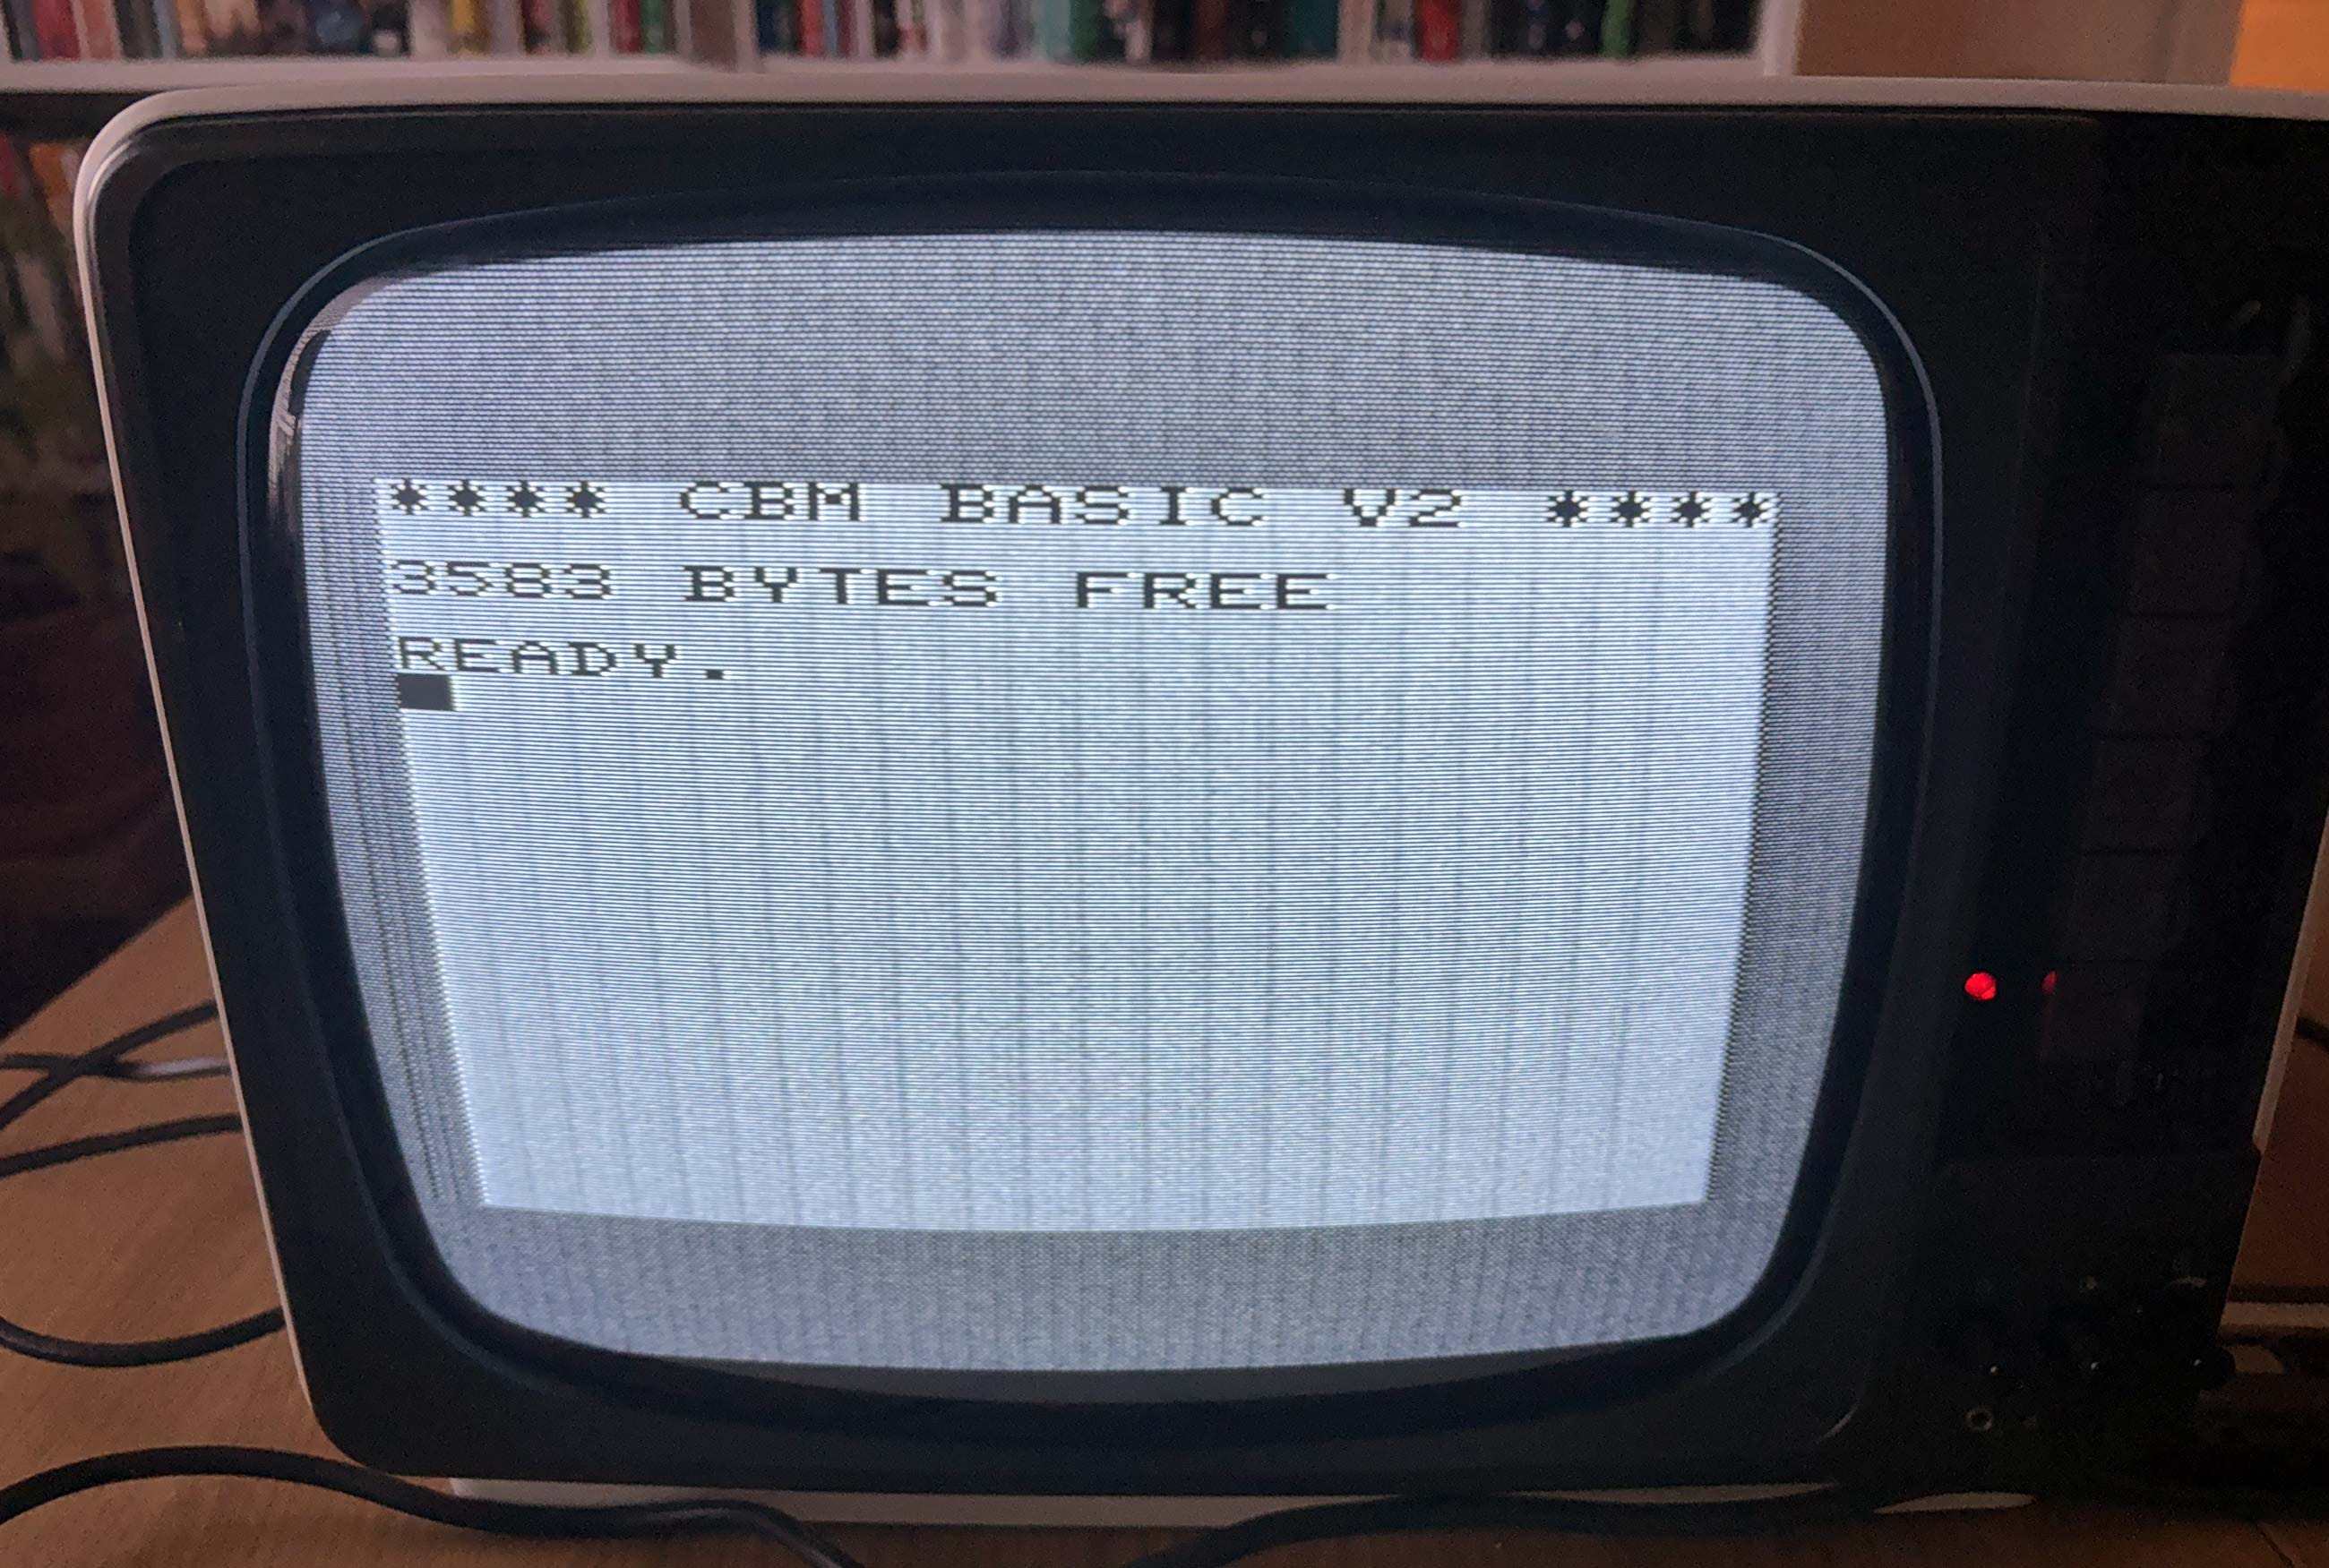 **** CBM BASIC V2 ****
3583 BYTES FREE
READY.